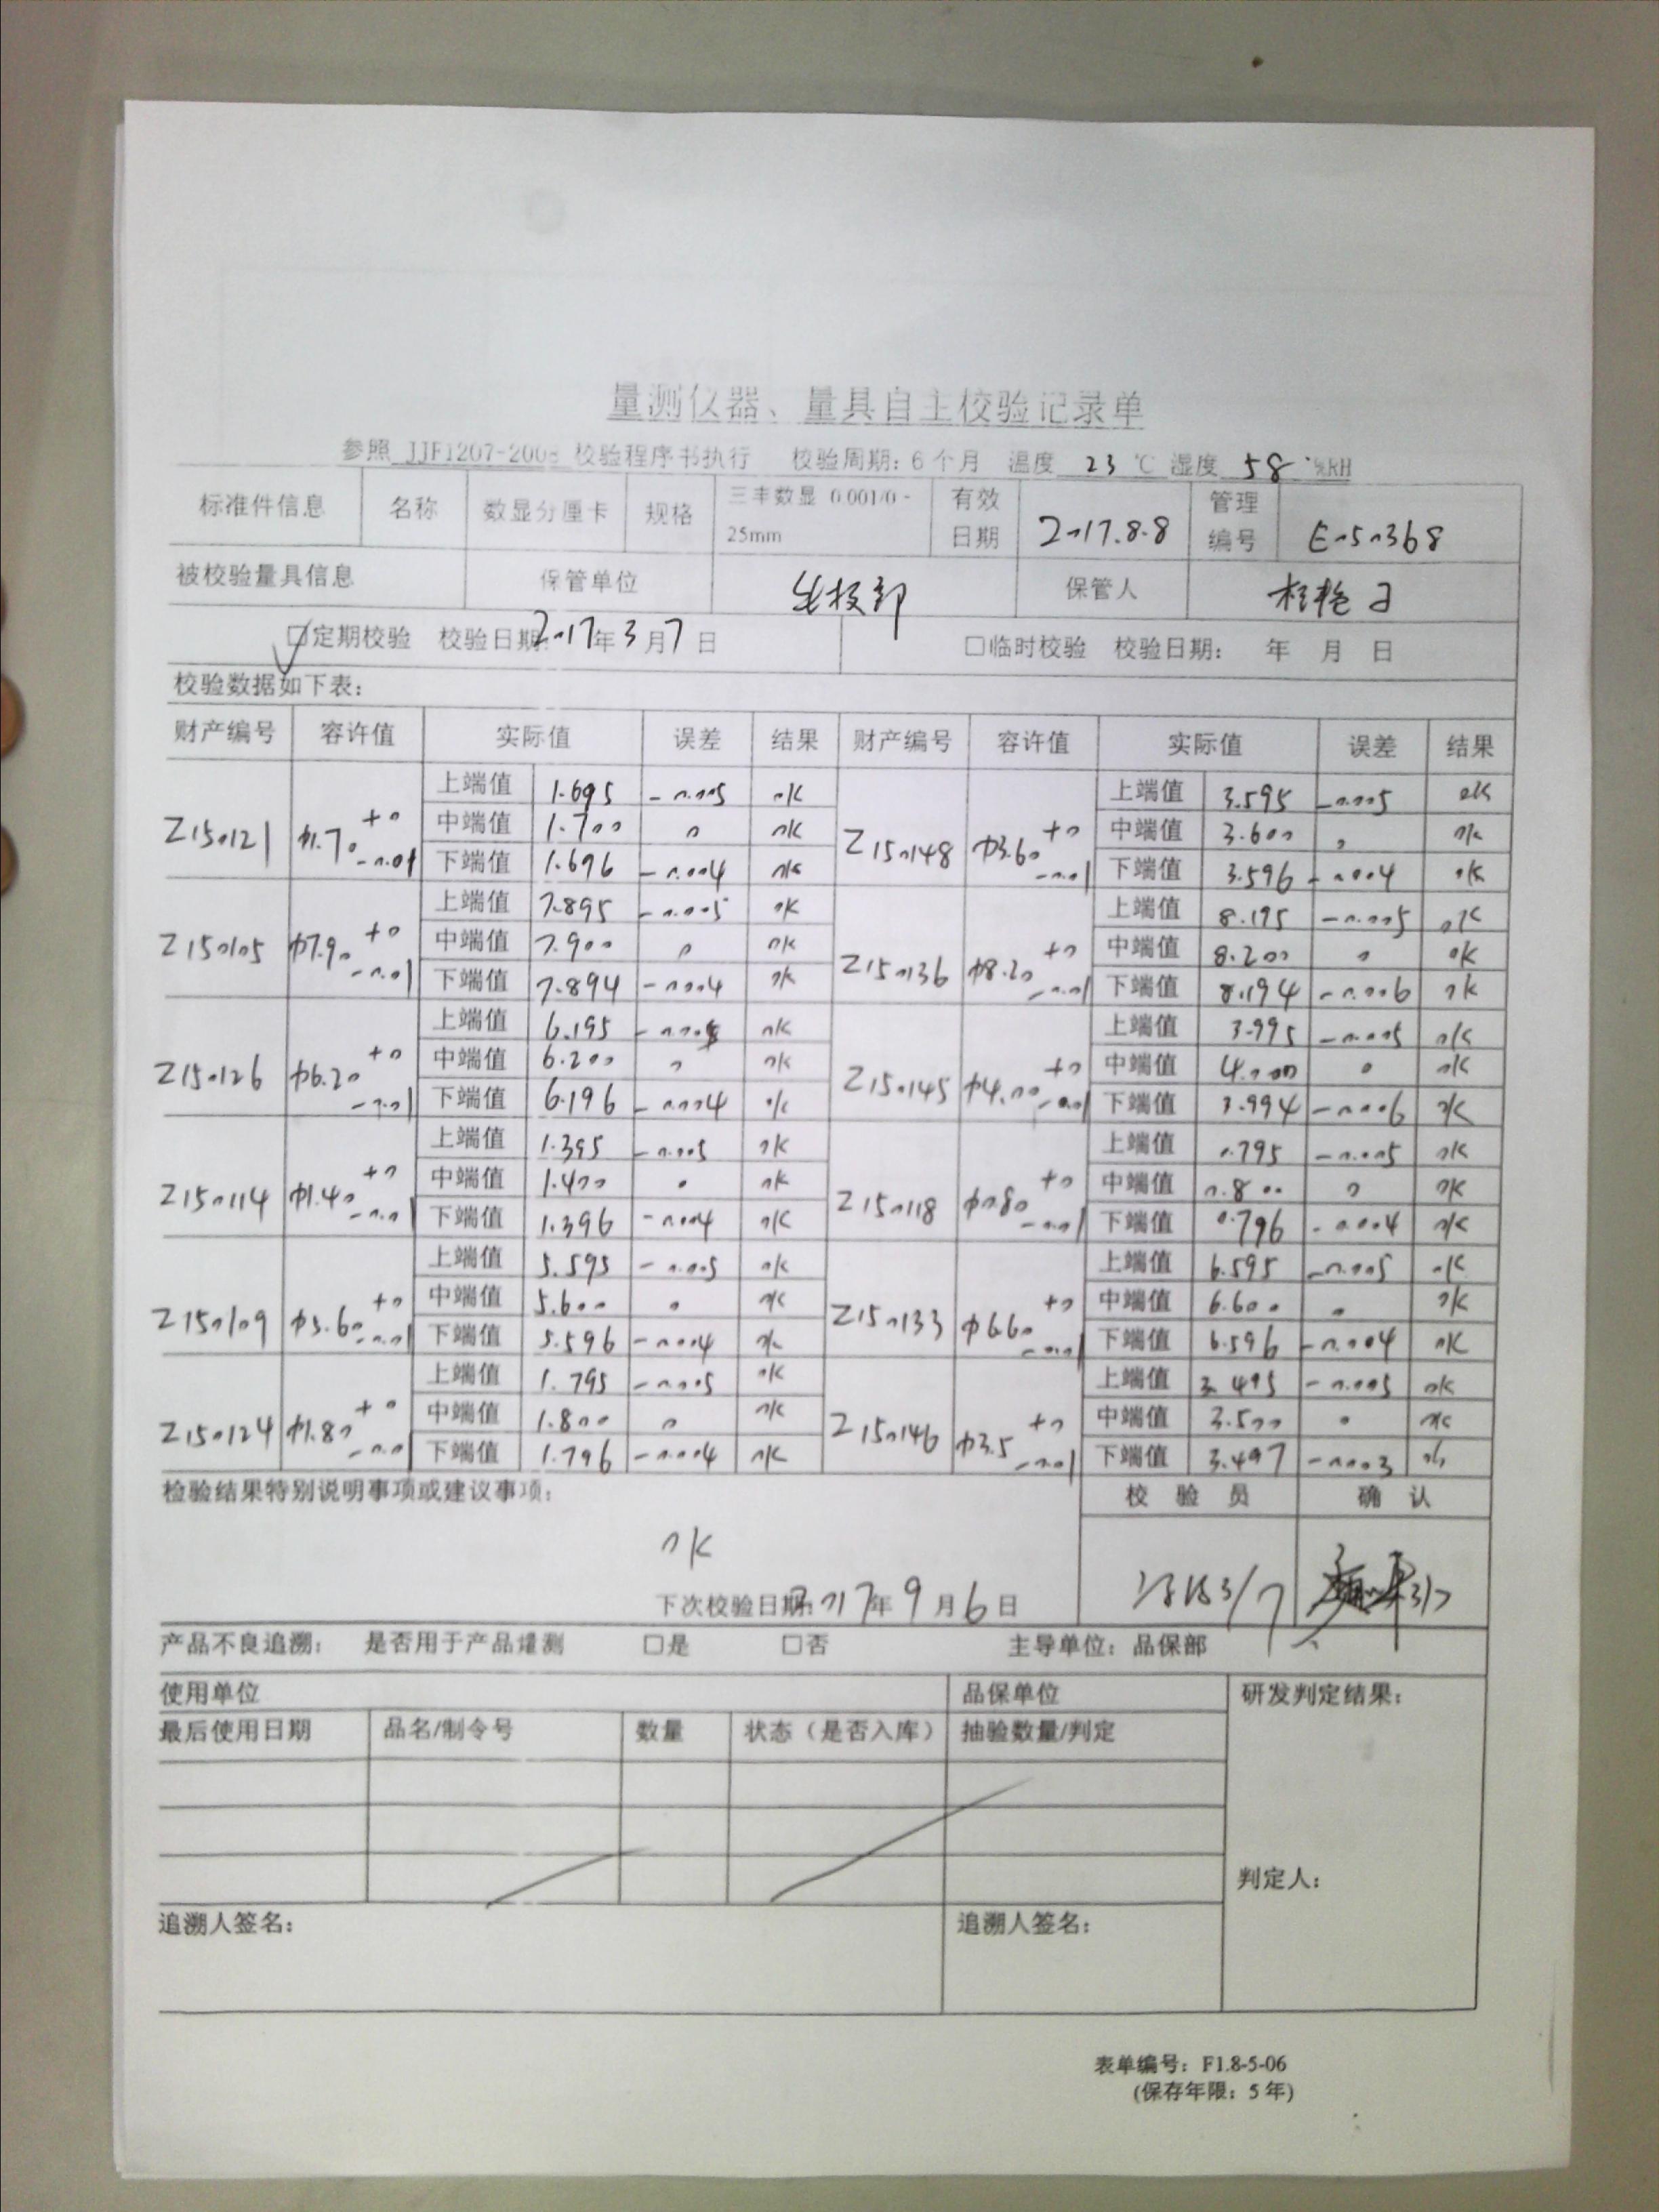 量测仪器、量具自主校验记录单
参照 JJF1207-2008 校验程序书执行 校验周期：6 个月 温度 23 ℃ 湿度 58 %RH
标准件信息 名称 数显分厘卡 规格 三丰数显 0.001/0-25mm 有效日期 2017.8.8 管理编号 E050368
被校验量具信息 保管单位 生技部 保管人
☑定期校验 校验日期：2017年3月7日 □临时校验 校验日期： 年 月 日
校验数据如下表：
财产编号 容许值 实际值 误差 结果 财产编号 容许值 实际值 误差 结果
Z150121 φ1.70 +0 -0.01 上端值 1.695 -0.005 OK Z150148 φ3.60 +0 -0.01 上端值 3.595 -0.005 OK
中端值 1.700 0 OK 中端值 3.600 0 OK
下端值 1.696 -0.004 OK 下端值 3.596 -0.004 OK
Z150105 φ7.90 +0 -0.01 上端值 7.895 -0.005 OK Z150136 φ8.20 +0 -0.01 上端值 8.195 -0.005 OK
中端值 7.900 0 OK 中端值 8.200 0 OK
下端值 7.894 -0.004 OK 下端值 8.194 -0.006 OK
Z150126 φ6.20 +0 -0.01 上端值 6.195 -0.005 OK Z150145 φ4.00 +0 -0.01 上端值 3.995 -0.005 OK
中端值 6.200 0 OK 中端值 4.000 0 OK
下端值 6.196 -0.004 OK 下端值 3.994 -0.006 OK
Z150114 φ1.40 +0 -0.01 上端值 1.395 -0.005 OK Z150118 φ0.80 +0 -0.01 上端值 0.795 -0.005 OK
中端值 1.400 0 OK 中端值 0.800 0 OK
下端值 1.396 -0.004 OK 下端值 0.796 -0.004 OK
Z150109 φ5.60 +0 -0.01 上端值 5.595 -0.005 OK Z150133 φ6.60 +0 -0.01 上端值 6.595 -0.005 OK
中端值 5.600 0 OK 中端值 6.600 0 OK
下端值 5.596 -0.004 OK 下端值 6.596 -0.004 OK
Z150124 φ1.80 +0 -0.01 上端值 1.795 -0.005 OK Z150146 φ3.5 +0 -0.01 上端值 3.495 -0.005 OK
中端值 1.800 0 OK 中端值 3.500 0 OK
下端值 1.796 -0.004 OK 下端值 3.497 -0.003 OK
检验结果特别说明事项或建议事项： 校 验 员 确 认
OK
下次校验日期：2017年9月6日 3/7 3/7
产品不良追溯： 是否用于产品量测 □是 □否 主导单位：品保部
使用单位 品保单位 研发判定结果：
最后使用日期 品名/制令号 数量 状态（是否入库） 抽验数量/判定
判定人：
追溯人签名： 追溯人签名：
表单编号：F1.8-5-06
(保存年限：5 年)